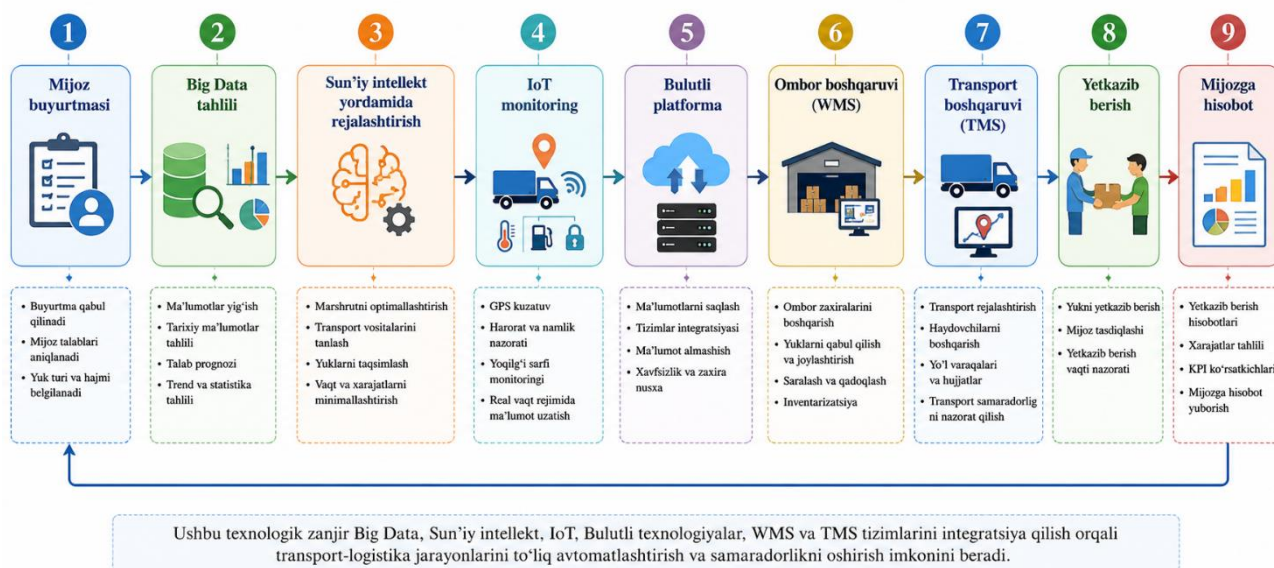 1
2
3
4
5
6
7
8
9
Mijoz
buyurtmasi
Big Data
tahlili
Sun’iy intellekt
yordamida
rejalashtirish
IoT
monitoring
Bulutli
platforma
Ombor boshqaruvi
(WMS)
Transport
boshqaruvi
(TMS)
Yetkazib
berish
Mijozga
hisobot
• Buyurtma qabul
qilinadi
• Mijoz talablari
aniqlanadi
• Yuk turi va hajmi
belgilanadi
• Ma’lumotlar yig‘ish
• Tarixiy ma’lumotlar
tahlili
• Talab prognozi
• Trend va statistika
tahlili
• Marshrutni optimallashtirish
• Transport vositalarini
tanlash
• Yuklarni taqsimlash
• Vaqt va xarajatlarni
minimallashtirish
• GPS kuzatuv
• Harorat va namlik
nazorati
• Yoqilg‘i sarfi
monitoringi
• Real vaqt rejimida
ma’lumot uzatish
• Ma’lumotlarni saqlash
• Tizimlar integratsiyasi
• Ma’lumot almashish
• Xavfsizlik va zaxira
nusxa
• Ombor zaxiralarini
boshqarish
• Yuklarni qabul qilish
va joylashtirish
• Saralash va qadoqlash
• Inventarizatsiya
• Transport rejalashtirish
• Haydovchilarni
boshqarish
• Yo‘l varaqalari
va hujjatlar
• Transport samaradorlig
ni nazorat qilish
• Yukni yetkazib berish
• Mijoz tasdiqlashi
• Yetkazib berish
vaqti nazorati
• Yetkazib berish
hisobotlari
• Xarajatlar tahlili
• KPI ko‘rsatkichlari
• Mijozga hisobot
yuborish
Ushbu texnologik zanjir Big Data, Sun’iy intellekt, IoT, Bulutli texnologiyalar, WMS va TMS tizimlarini integratsiya qilish orqali
transport-logistika jarayonlarini to‘liq avtomatlashtirish va samaradorlikni oshirish imkonini beradi.